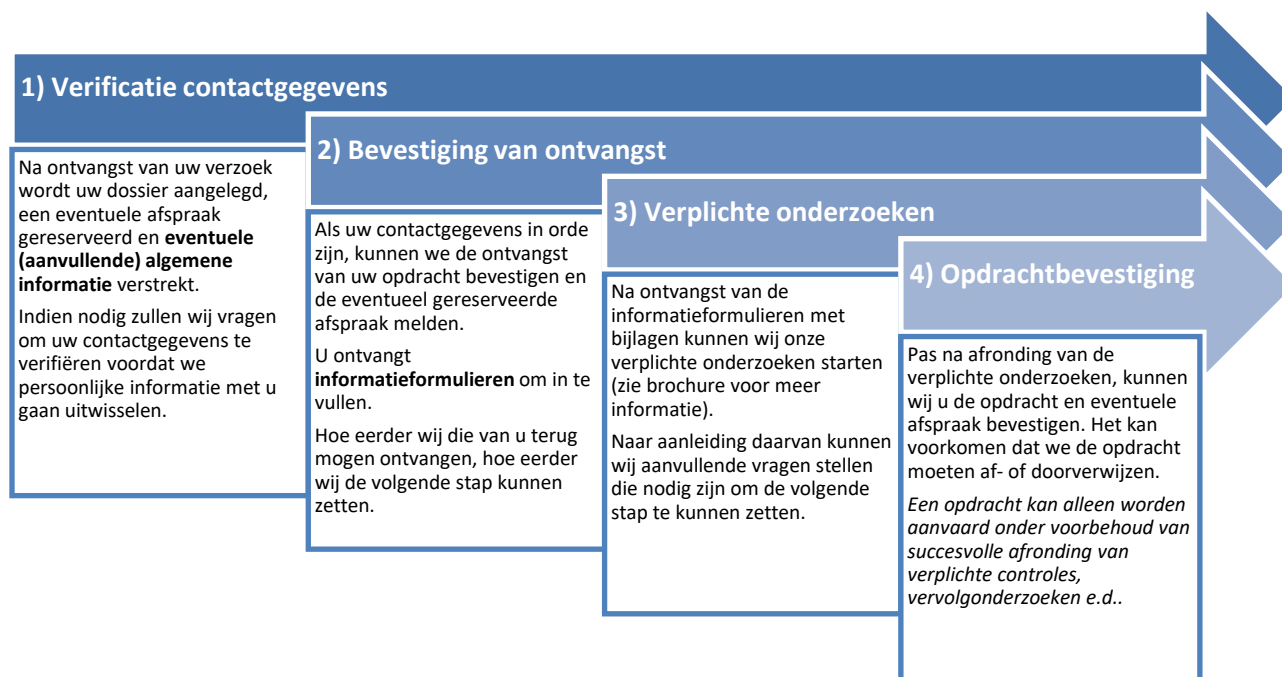 1) Verificatie contactgegevens
Na ontvangst van uw verzoek
wordt uw dossier aangelegd,
een eventuele afspraak
gereserveerd en eventuele
(aanvullende) algemene
informatie verstrekt.
Indien nodig zullen wij vragen
om uw contactgegevens te
verifiëren voordat we
persoonlijke informatie met u
gaan uitwisselen.
2) Bevestiging van ontvangst
Als uw contactgegevens in orde
zijn, kunnen we de ontvangst
van uw opdracht bevestigen en
de eventueel gereserveerde
afspraak melden.
U ontvangt
informatieformulieren om in te
vullen.
Hoe eerder wij die van u terug
mogen ontvangen, hoe eerder
wij de volgende stap kunnen
zetten.
3) Verplichte onderzoeken
Na ontvangst van de
informatieformulieren met
bijlagen kunnen wij onze
verplichte onderzoeken starten
(zie brochure voor meer
informatie).
Naar aanleiding daarvan kunnen
wij aanvullende vragen stellen
die nodig zijn om de volgende
stap te kunnen zetten.
4) Opdrachtbevestiging
Pas na afronding van de
verplichte onderzoeken, kunnen
wij u de opdracht en eventuele
afspraak bevestigen. Het kan
voorkomen dat we de opdracht
moeten af- of doorverwijzen.
Een opdracht kan alleen worden
aanvaard onder voorbehoud van
succesvolle afronding van
verplichte controles,
vervolgonderzoeken e.d..